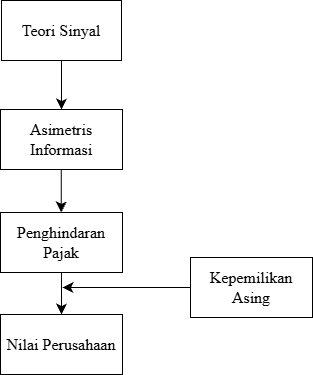 Teori Sinyal
Asimetris
Informasi
Penghindaran
Pajak
Kepemilikan
Asing
Nilai Perusahaan